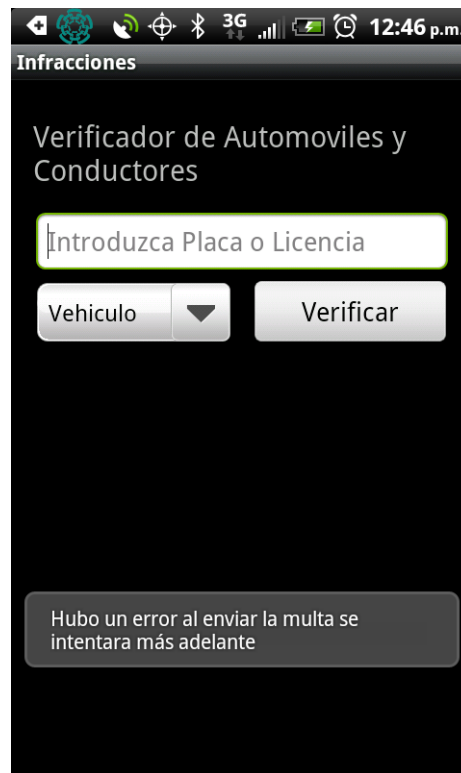 3G 12:46 p.m.
Infracciones
Verificador de Automoviles y
Conductores
Introduzca Placa o Licencia
Vehiculo Verificar
Hubo un error al enviar la multa se
intentara más adelante